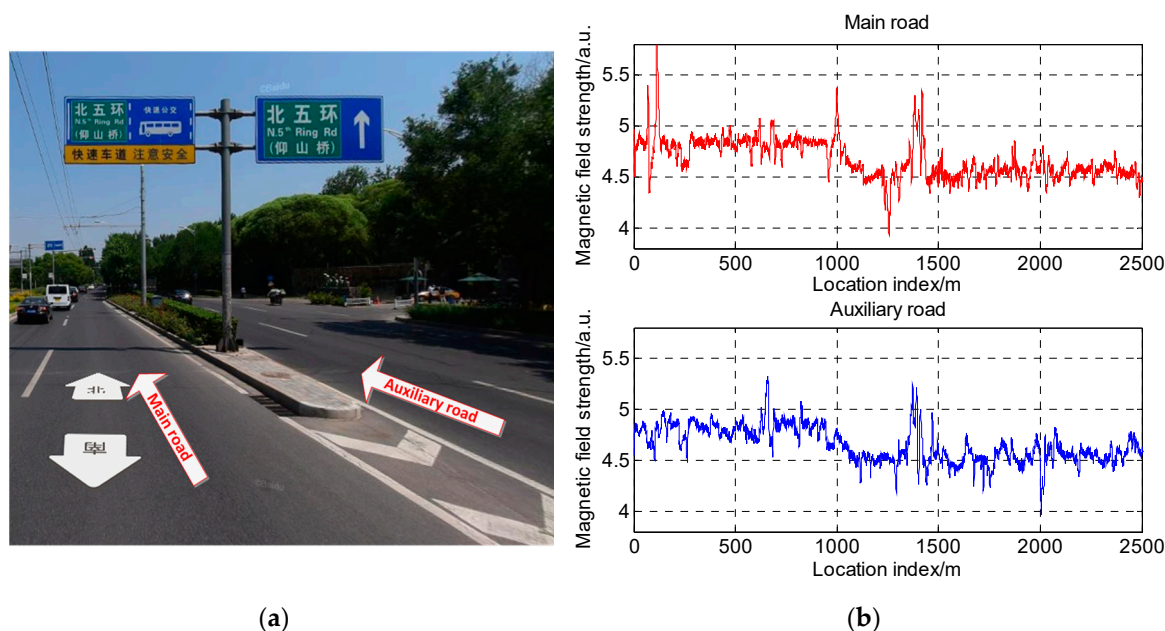 北五环
N.5th Ring Rd
(仰山桥)
快速公交
快速车道 注意安全
北五环
N.5th Ring Rd
(仰山桥)
©Baidu
北
南
Main road
Auxiliary road
(a)
Main road
Magnetic field strength/a.u.
5.5
5
4.5
4
0 500 1000 1500 2000 2500
Location index/m
Auxiliary road
Magnetic field strength/a.u.
5.5
5
4.5
4
0 500 1000 1500 2000 2500
Location index/m
(b)